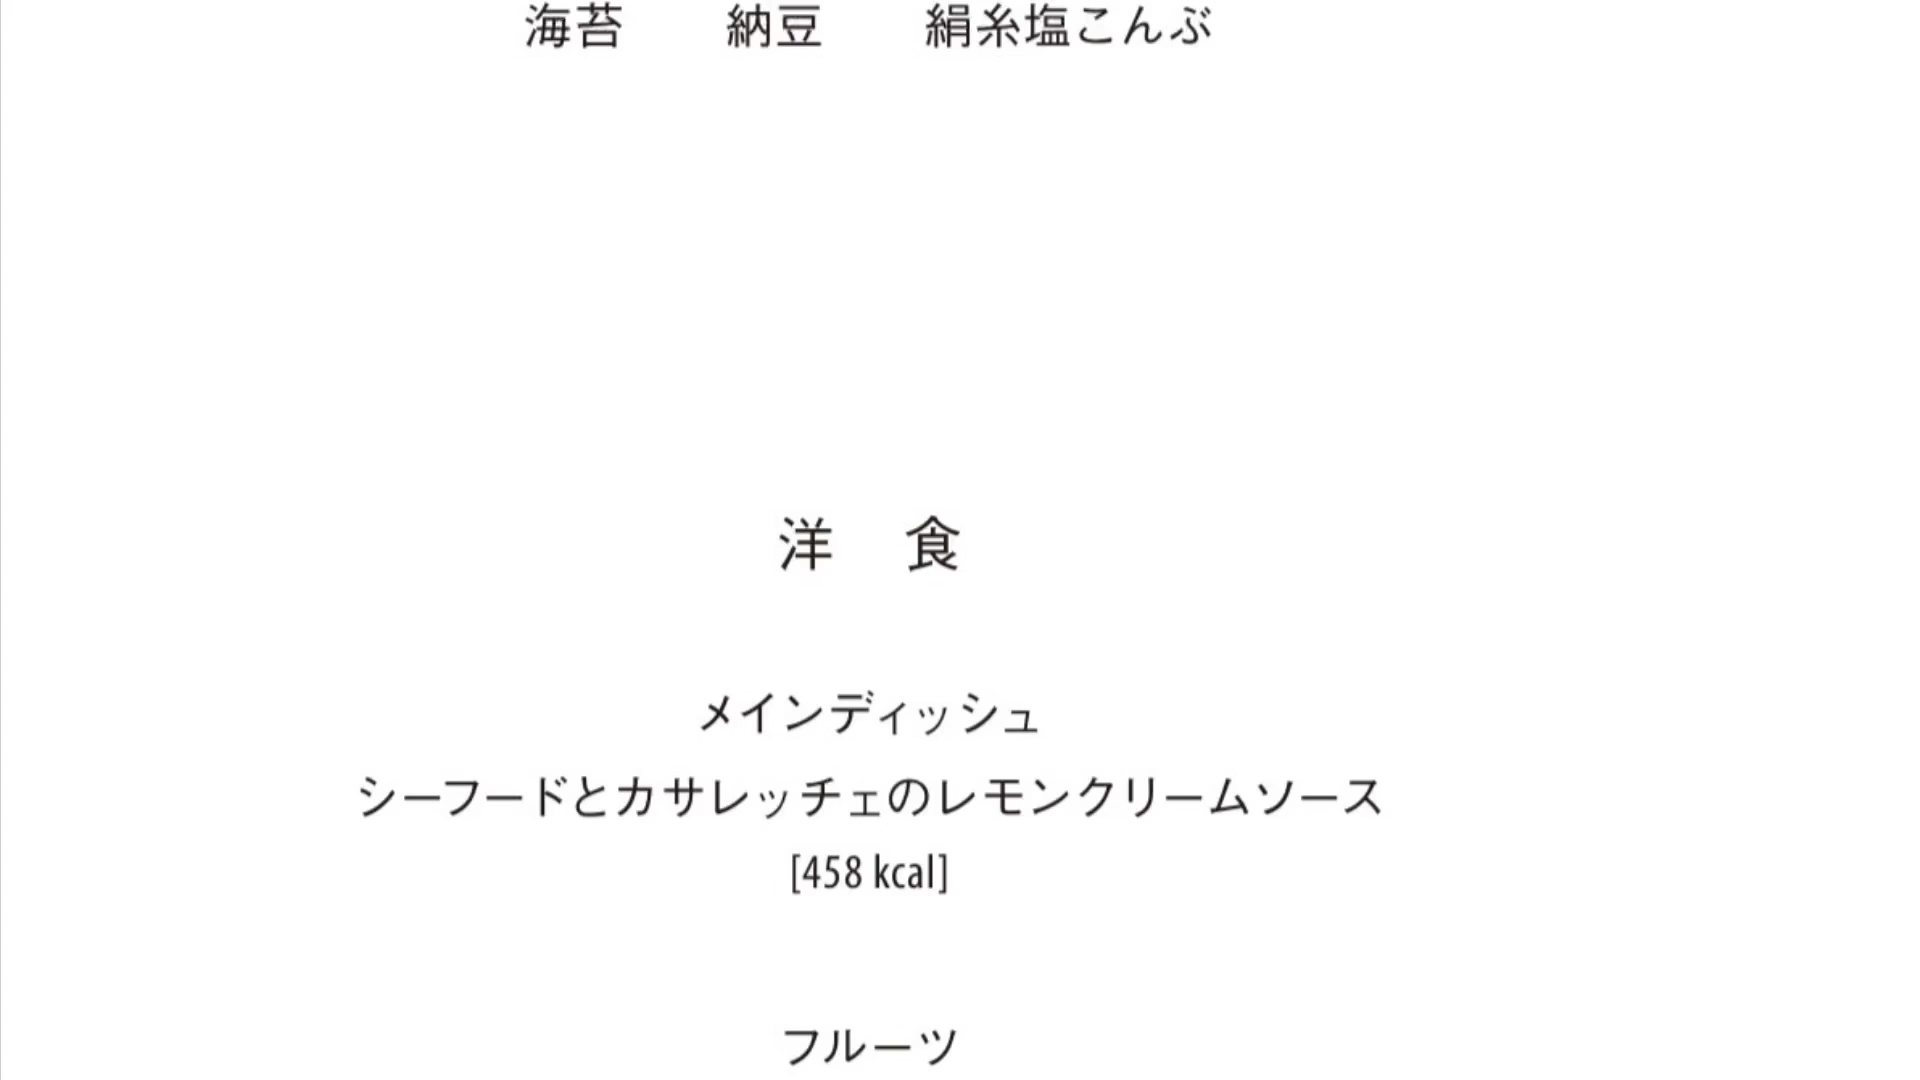 海苔　　納豆　　絹糸塩こんぶ
洋　食
メインディッシュ
シーフードとカサレッチェのレモンクリームソース
[458 kcal]
フルーツ